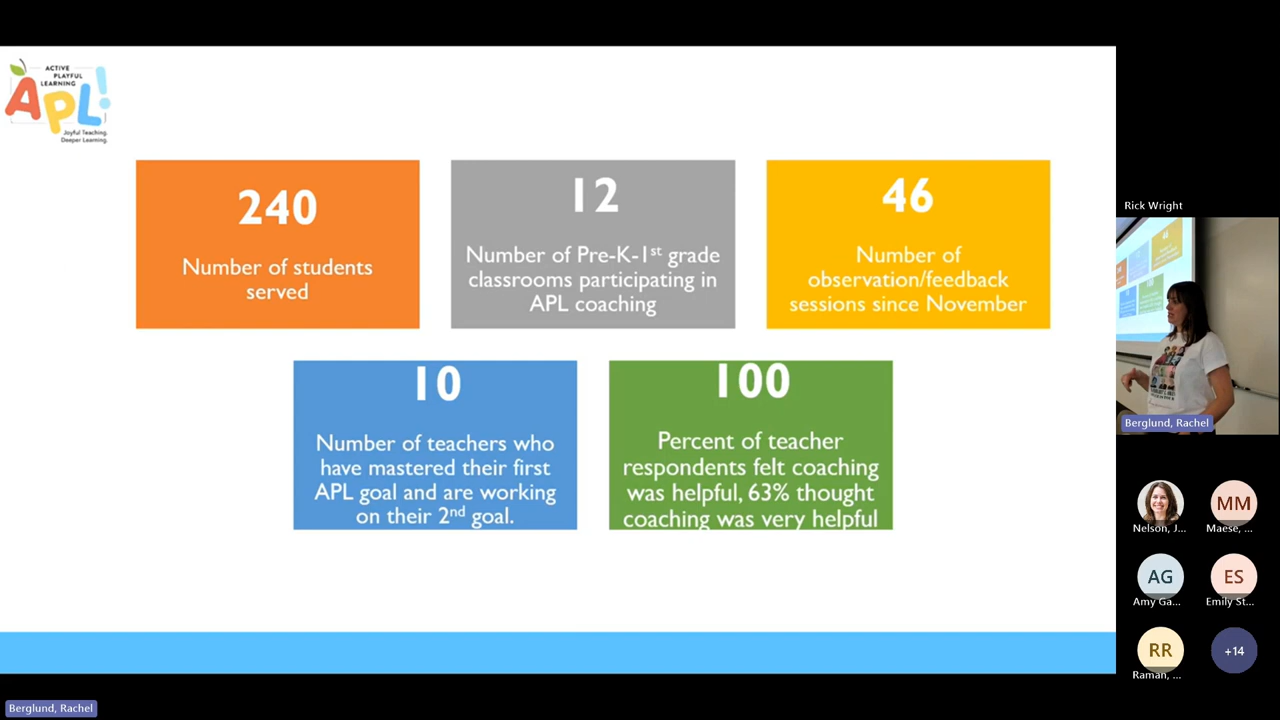 ACTIVE
PLAYFUL
LEARNING
APL!
Joyful Teaching.
Deeper Learning.
240
Number of students
served
12
Number of Pre-K-1st grade
classrooms participating in
APL coaching
46
Number of
observation/feedback
sessions since November
10
Number of teachers who
have mastered their first
APL goal and are working
on their 2nd goal.
100
Percent of teacher
respondents felt coaching
was helpful, 63% thought
coaching was very helpful
Rick Wright
Berglund, Rachel
Nelson, J...
MM
Maese, ...
AG
Amy Ga...
ES
Emily St...
RR
Raman, ...
+14
Berglund, Rachel